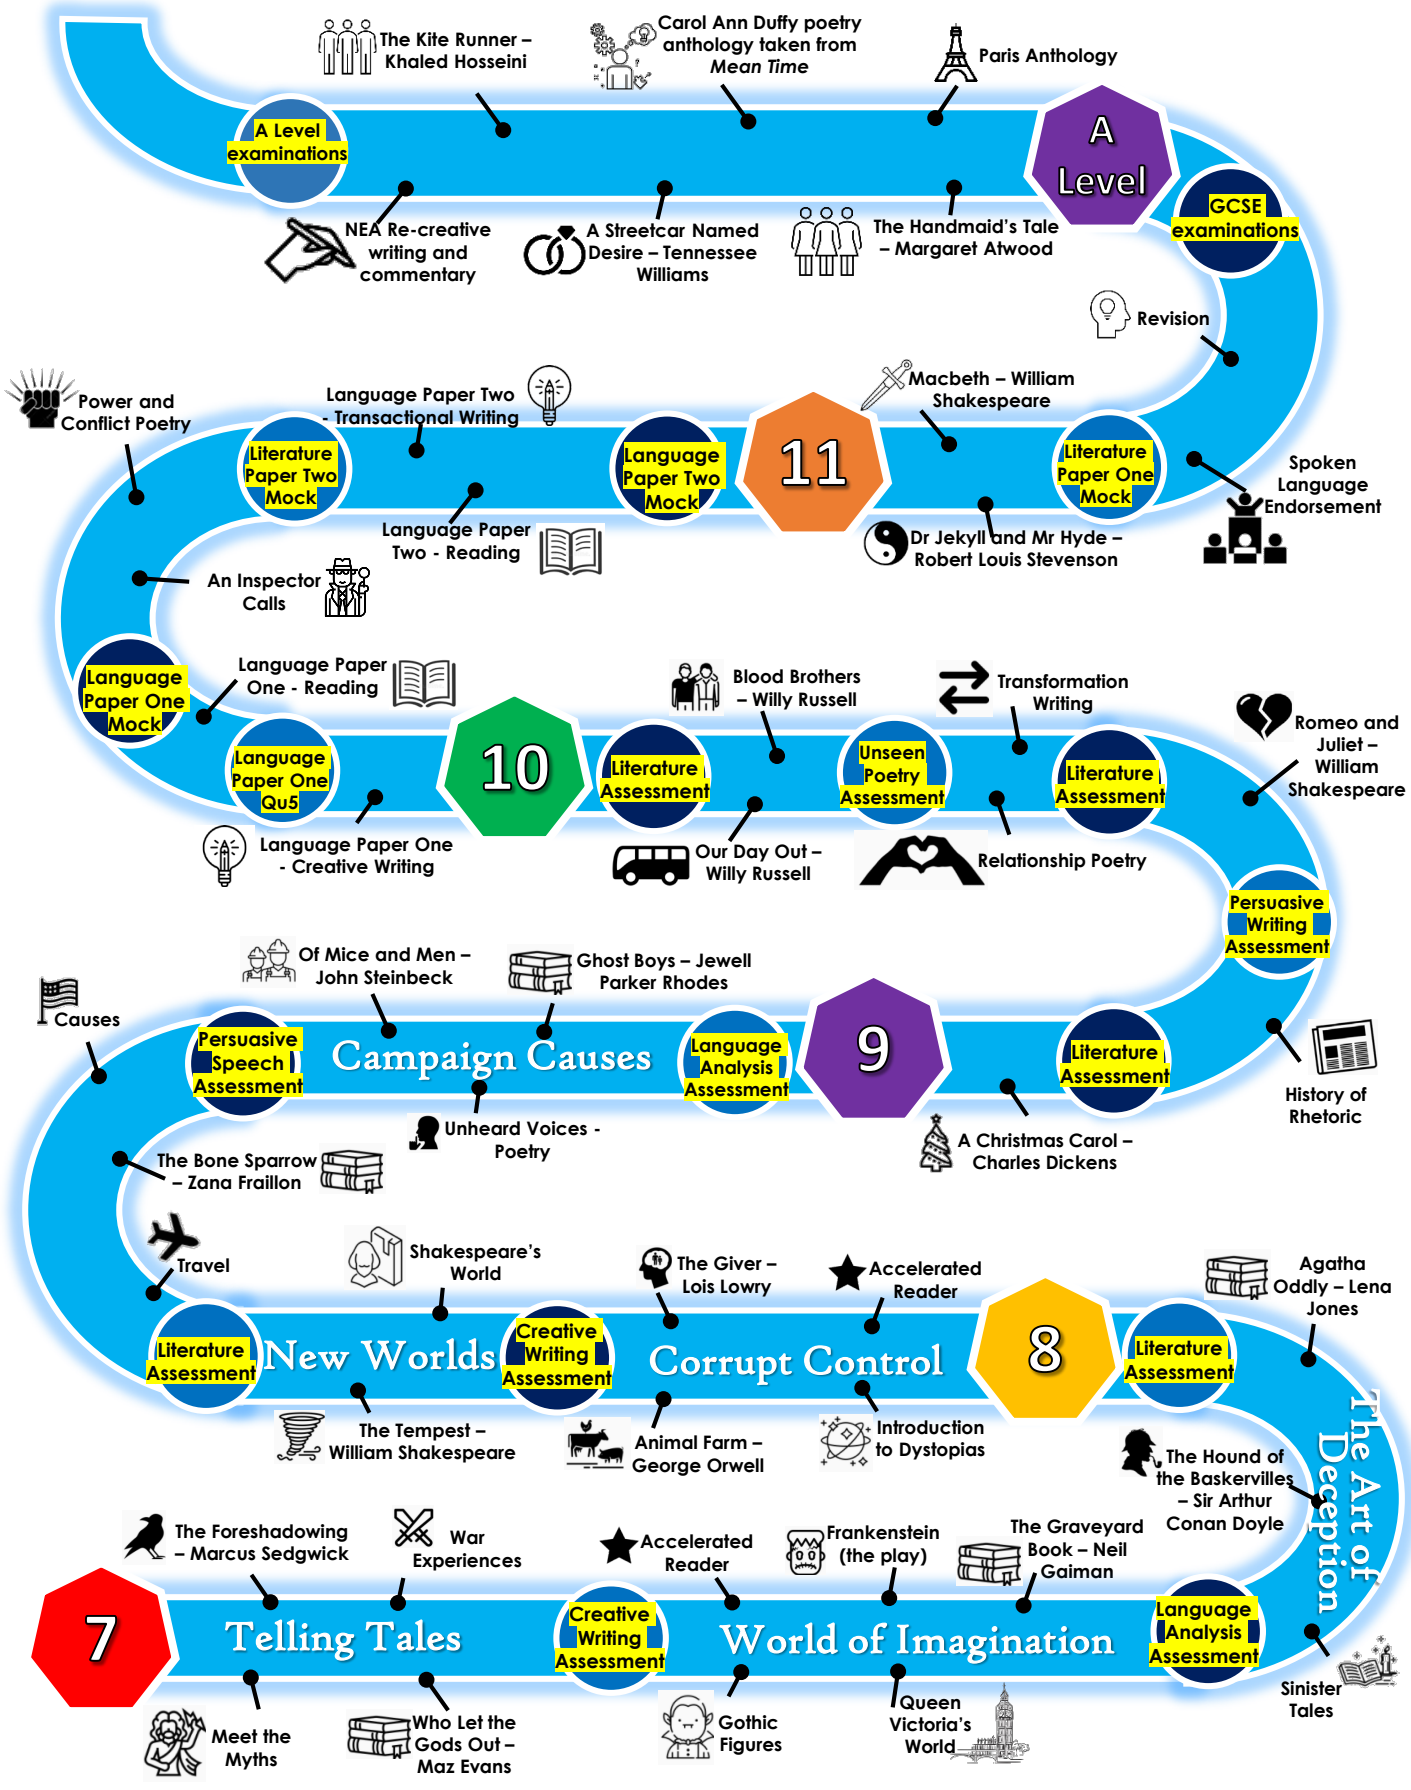 The Kite Runner –
Khaled Hosseini
Carol Ann Duffy poetry
anthology taken from
Mean Time
Paris Anthology
A Level
examinations
A
Level
GCSE
examinations
NEA Re-creative
writing and
commentary
A Streetcar Named
Desire – Tennessee
Williams
The Handmaid's Tale
– Margaret Atwood
Revision
Power and
Conflict Poetry
Language Paper Two
- Transactional Writing
Macbeth – William
Shakespeare
Literature
Paper Two
Mock
Language
Paper Two
Mock
11
Literature
Paper One
Mock
Spoken
Language
Endorsement
Language Paper
Two - Reading
Dr Jekyll and Mr Hyde –
Robert Louis Stevenson
An Inspector
Calls
Language
Paper One
Mock
Language Paper
One - Reading
Blood Brothers
– Willy Russell
Transformation
Writing
Romeo and
Juliet –
William
Shakespeare
Language
Paper One
Qu5
10
Literature
Assessment
Unseen
Poetry
Assessment
Literature
Assessment
Language Paper One
- Creative Writing
Our Day Out –
Willy Russell
Relationship Poetry
Persuasive
Writing
Assessment
Of Mice and Men –
John Steinbeck
Ghost Boys – Jewell
Parker Rhodes
Causes
Persuasive
Speech
Assessment
Campaign Causes
Language
Analysis
Assessment
9
Literature
Assessment
History of
Rhetoric
Unheard Voices -
Poetry
A Christmas Carol –
Charles Dickens
The Bone Sparrow
– Zana Fraillon
Travel
Shakespeare's
World
The Giver –
Lois Lowry
Accelerated
Reader
Agatha
Oddly – Lena
Jones
Literature
Assessment
New Worlds
Creative
Writing
Assessment
Corrupt Control
8
Literature
Assessment
The Art of
Deception
The Tempest –
William Shakespeare
Animal Farm –
George Orwell
Introduction
to Dystopias
The Hound of
the Baskervilles
– Sir Arthur
Conan Doyle
The Foreshadowing
– Marcus Sedgwick
War
Experiences
Accelerated
Reader
Frankenstein
(the play)
The Graveyard
Book – Neil
Gaiman
7
Telling Tales
Creative
Writing
Assessment
World of Imagination
Language
Analysis
Assessment
Sinister
Tales
Meet the
Myths
Who Let the
Gods Out –
Maz Evans
Gothic
Figures
Queen
Victoria's
World